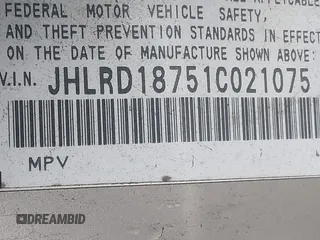 FEDERAL MOTOR VEHICLE SAFETY,
AND THEFT PREVENTION STANDARDS IN EFFECT
ON THE DATE OF MANUFACTURE SHOWN ABOVE.
V.I.N. JHLRD18751C021075
MPV
DREAMBID